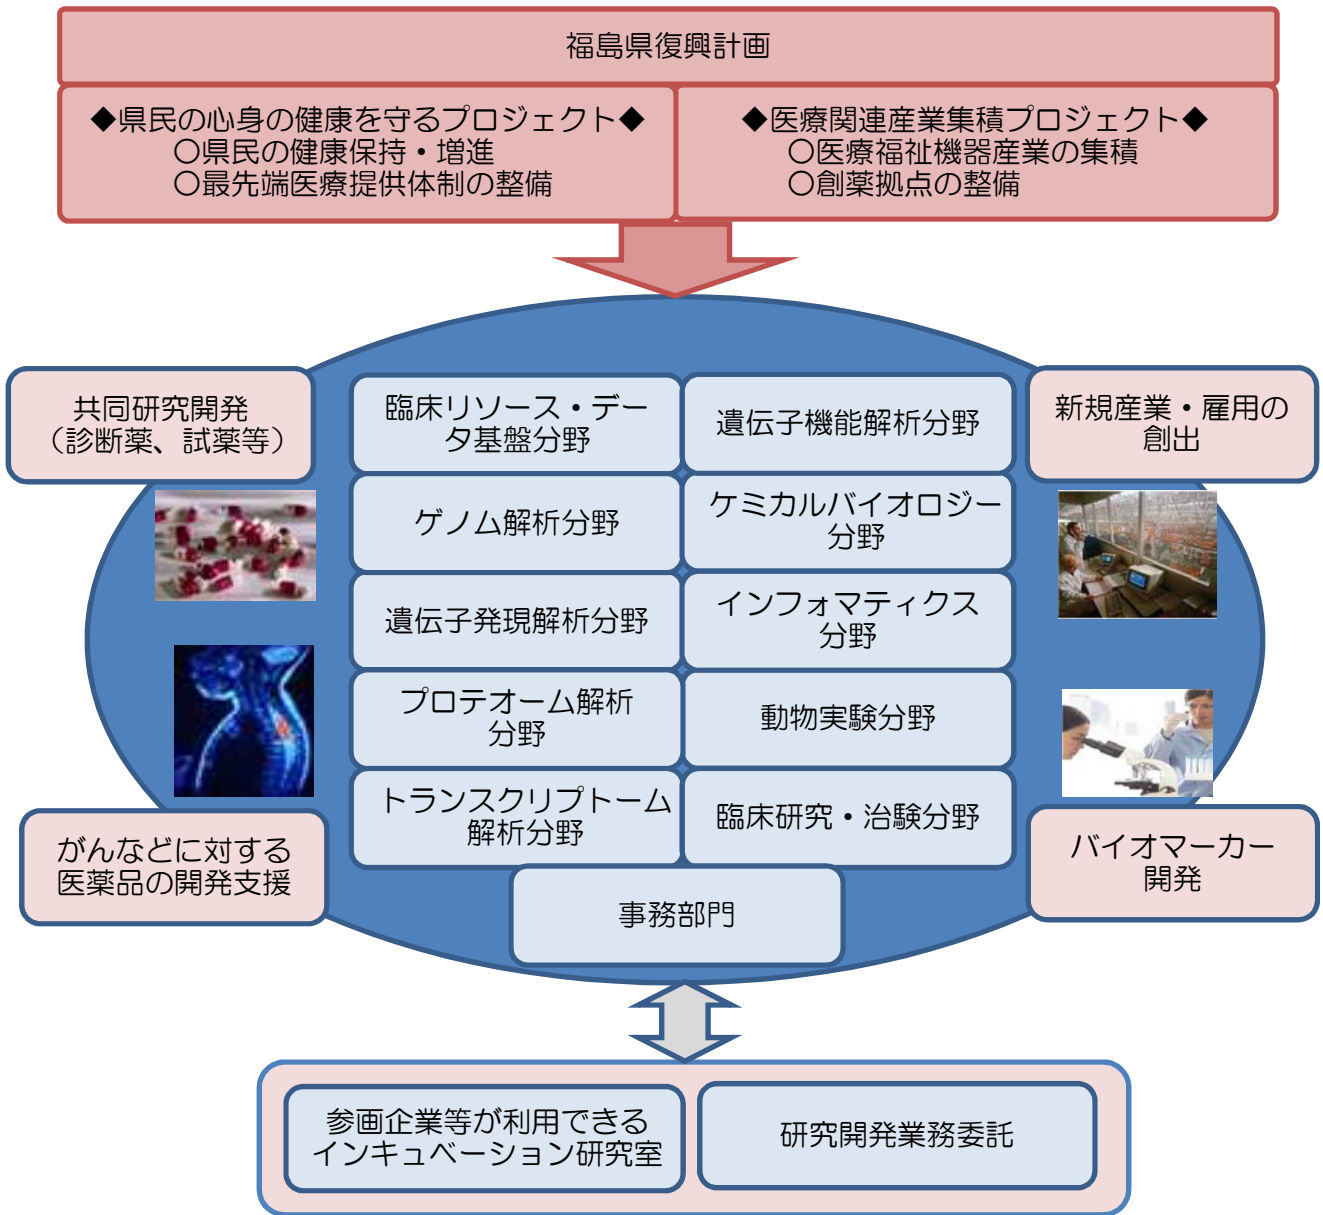 福島県復興計画
◆県民の心身の健康を守るプロジェクト◆
〇県民の健康保持・増進
〇最先端医療提供体制の整備
◆医療関連産業集積プロジェクト◆
〇医療福祉機器産業の集積
〇創薬拠点の整備
共同研究開発
（診断薬、試薬等）
臨床リソース・デー
タ基盤分野
遺伝子機能解析分野
新規産業・雇用の
創出
ゲノム解析分野
ケミカルバイオロジー
分野
遺伝子発現解析分野
インフォマティクス
分野
プロテオーム解析
分野
動物実験分野
トランスクリプトーム
解析分野
臨床研究・治験分野
がんなどに対する
医薬品の開発支援
バイオマーカー
開発
事務部門
参画企業等が利用できる
インキュベーション研究室
研究開発業務委託